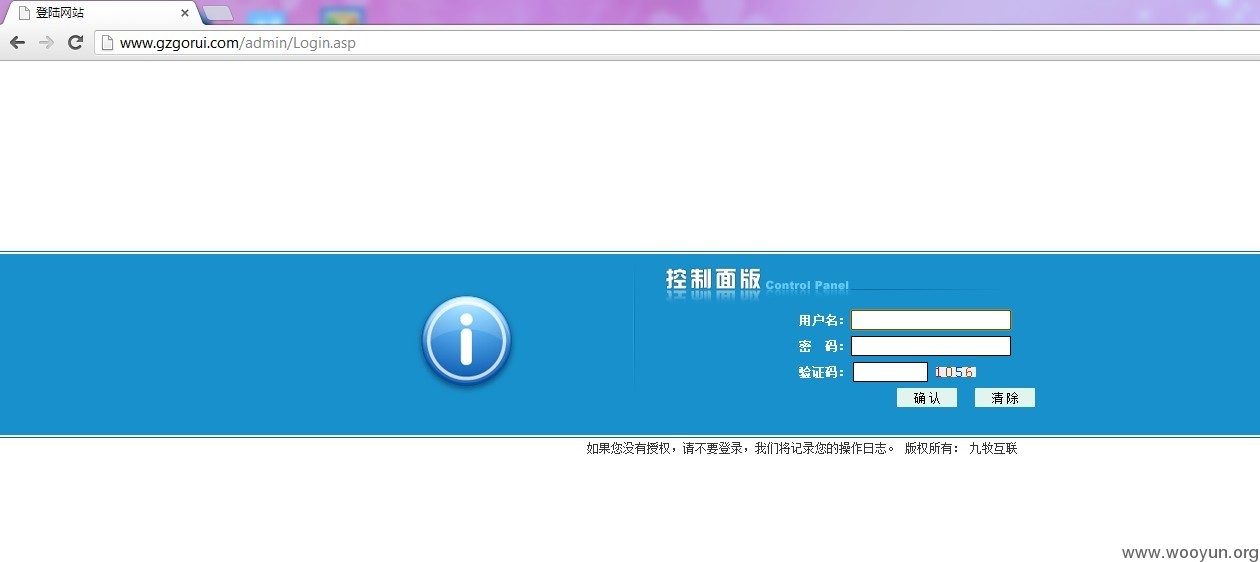 登陆网站
www.gzgorui.com/admin/Login.asp
控制面版 Control Panel
用户名：
密 码：
验证码：
确 认 清 除
如果您没有授权，请不要登录，我们将记录您的操作日志。 版权所有： 九牧互联
www.wooyun.org